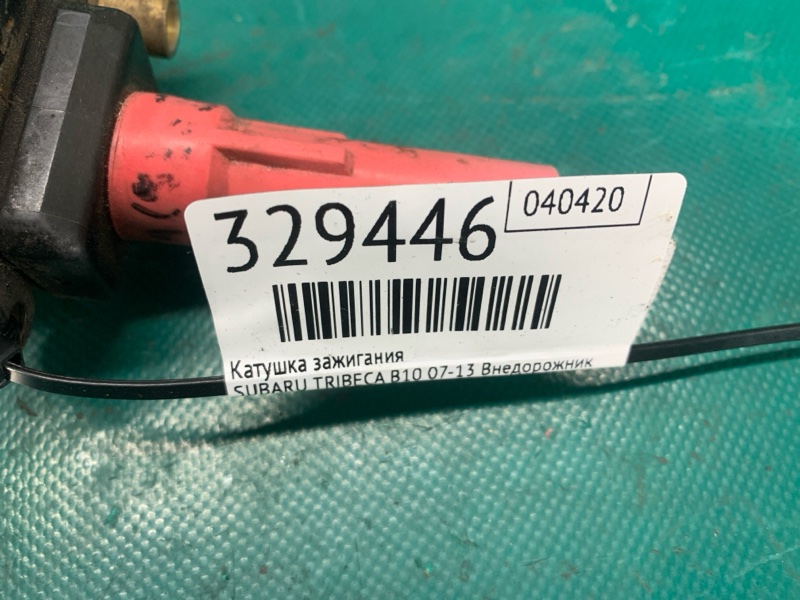 329446
040420
Катушка зажигания
SUBARU TRIBECA B10 07-13 Внедорожник